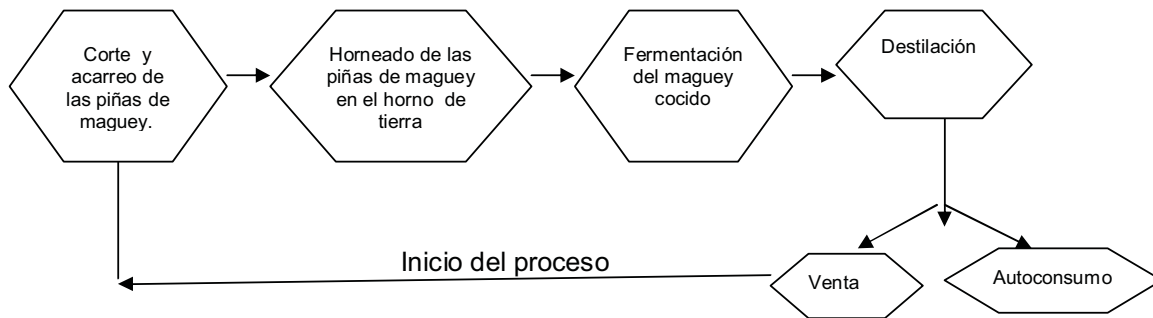 Corte y
acarreo de
las piñas de
maguey.
Horneado de las
piñas de maguey
en el horno de
tierra
Fermentación
del maguey
cocido
Destilación
Inicio del proceso
Venta
Autoconsumo